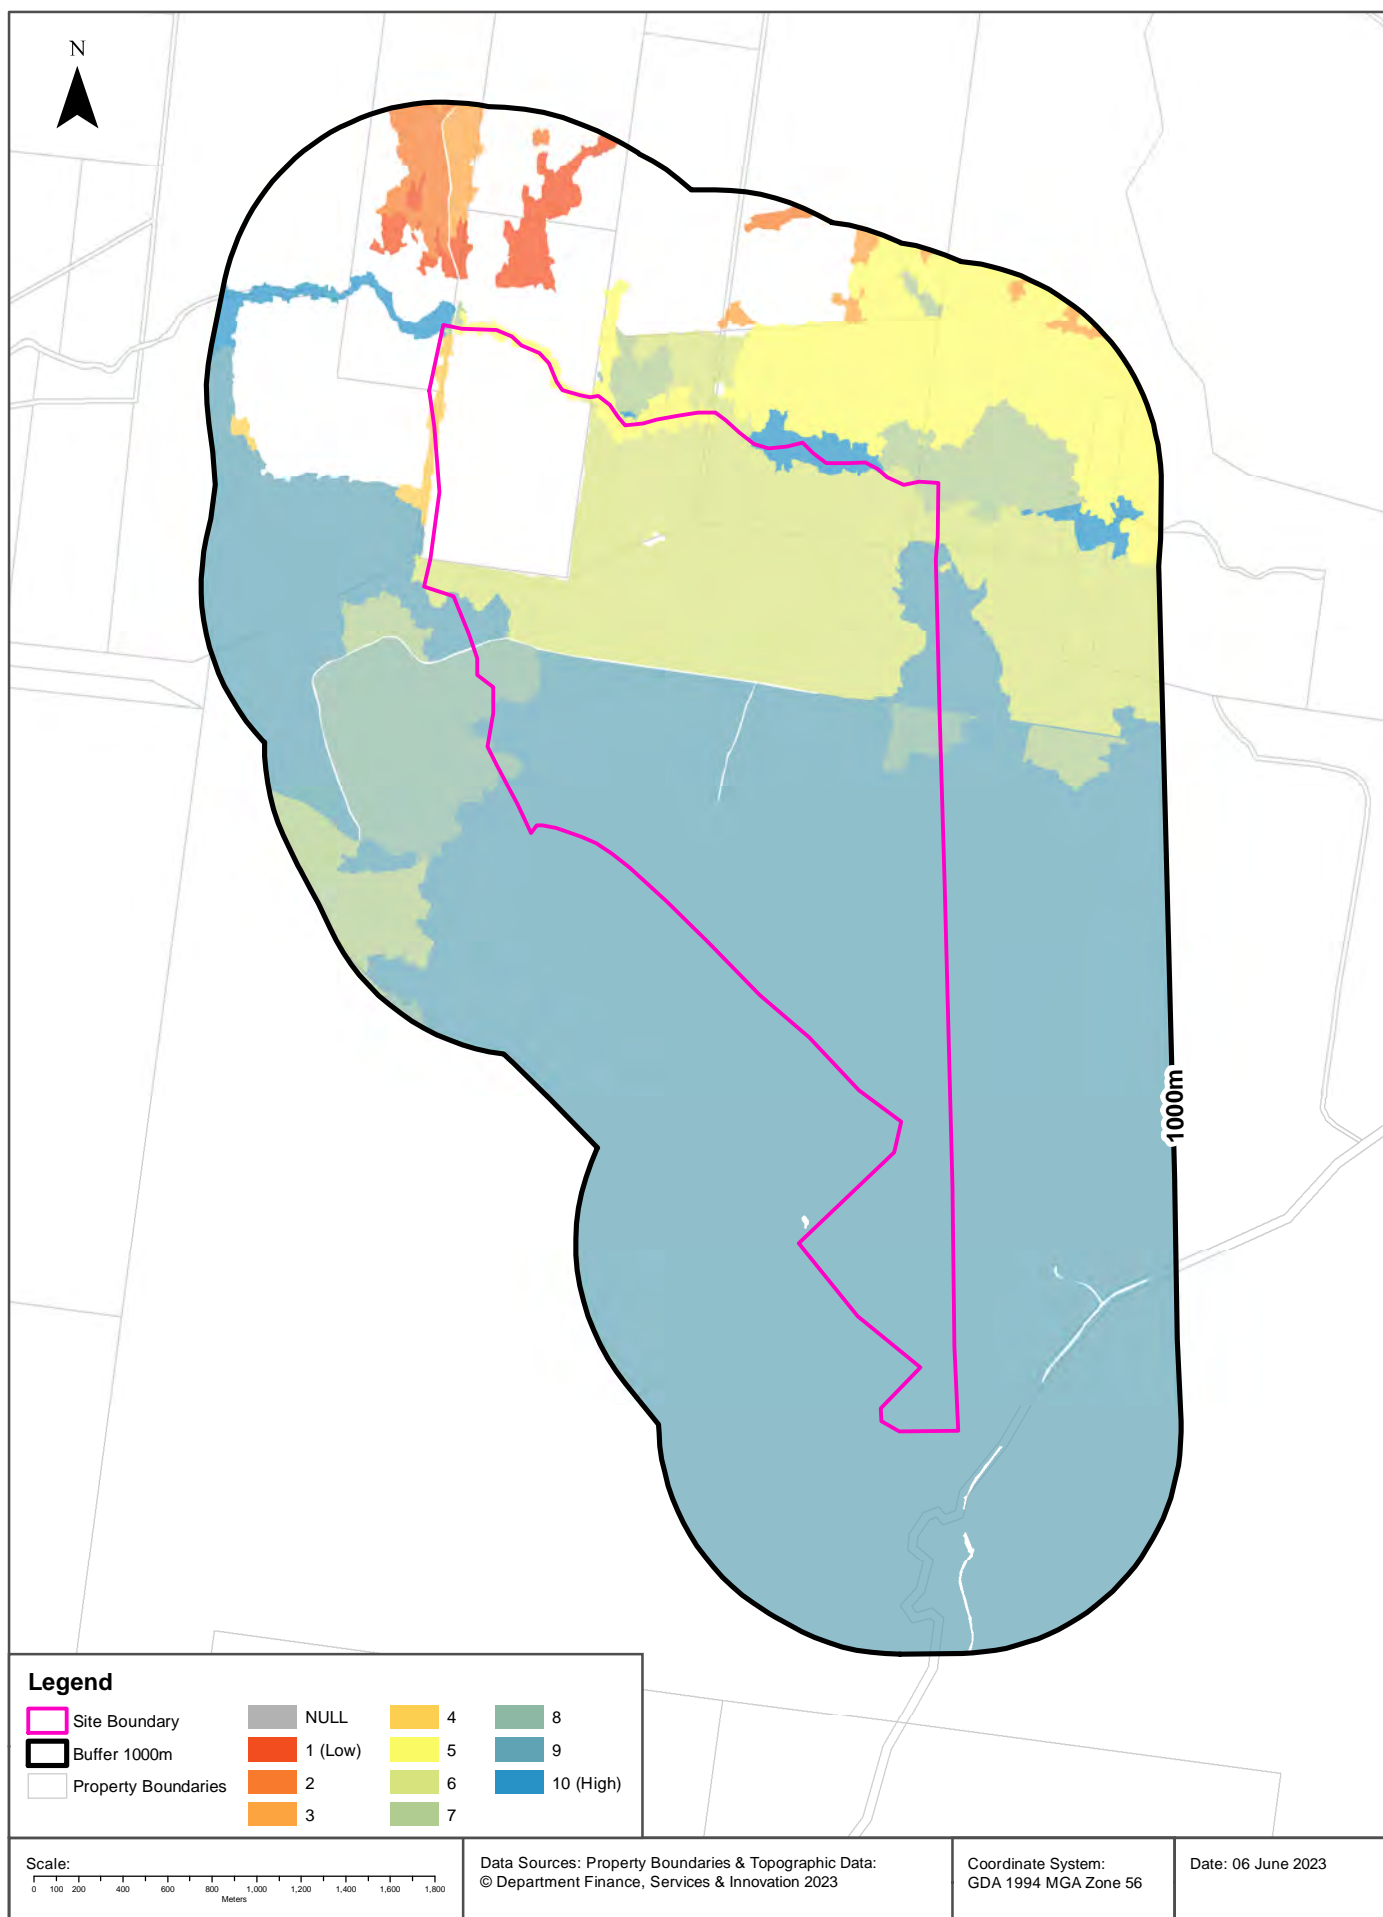 N
1000m
Legend
Site Boundary
Buffer 1000m
Property Boundaries
NULL
1 (Low)
2
3
4
5
6
7
8
9
10 (High)
Scale:
0 100 200 400 600 800 1,000 1,200 1,400 1,600 1,800
Meters
Data Sources: Property Boundaries & Topographic Data:
© Department Finance, Services & Innovation 2023
Coordinate System:
GDA 1994 MGA Zone 56
Date: 06 June 2023